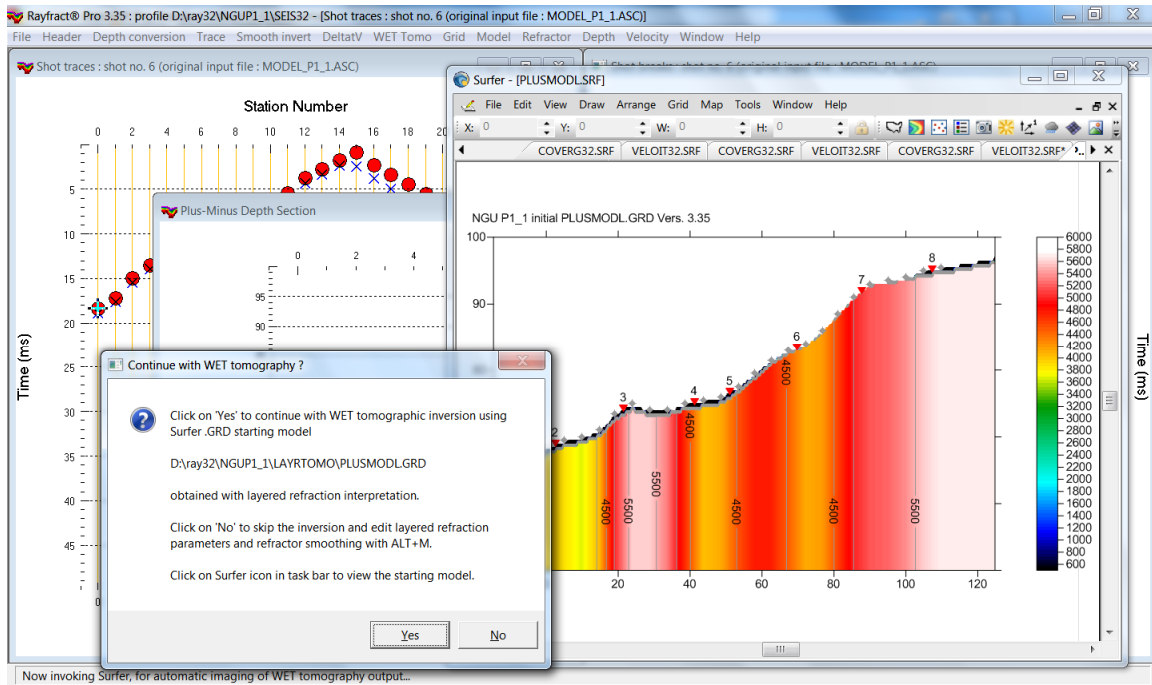 Rayfract® Pro 3.35 : profile D:\ray32\NGUP1_1\SEIS32 - [Shot traces : shot no. 6 (original input file : MODEL_P1_1.ASC)]
File Header Depth conversion Trace Smooth invert DeltatV WET Tomo Grid Model Refractor Depth Velocity Window Help
Shot traces : shot no. 6 (original input file : MODEL_P1_1.ASC)
Station Number
0 2 4 6 8 10 12 14 16 18 20
Time (ms)
5
10
15
20
25
30
35
40
45
0
Plus-Minus Depth Section
0 2 4
95
90
Surfer - [PLUSMODL.SRF]
File Edit View Draw Arrange Grid Map Tools Window Help
X: 0 Y: 0 W: 0 H: 0
COVERG32.SRF VELOIT32.SRF COVERG32.SRF VELOIT32.SRF COVERG32.SRF VELOIT32.SRF*
NGU P1_1 initial PLUSMODL.GRD Vers. 3.35
100
90
2 3 4 5 6 7 8
4500 5500 5500 4500 4500 4500 4500 5500
20 40 60 80 100 120
6000
5600
5400
5200
5000
4800
4600
4400
4200
4000
3800
3600
3400
3200
3000
2800
2600
2400
2200
2000
1800
1600
1400
1200
1000
800
600
Time (ms)
Continue with WET tomography ?
Click on 'Yes' to continue with WET tomographic inversion using
Surfer .GRD starting model
D:\ray32\NGUP1_1\LAYRTOMO\PLUSMODL.GRD
obtained with layered refraction interpretation.
Click on 'No' to skip the inversion and edit layered refraction
parameters and refractor smoothing with ALT+M.
Click on Surfer icon in task bar to view the starting model.
Yes No
Now invoking Surfer, for automatic imaging of WET tomography output...